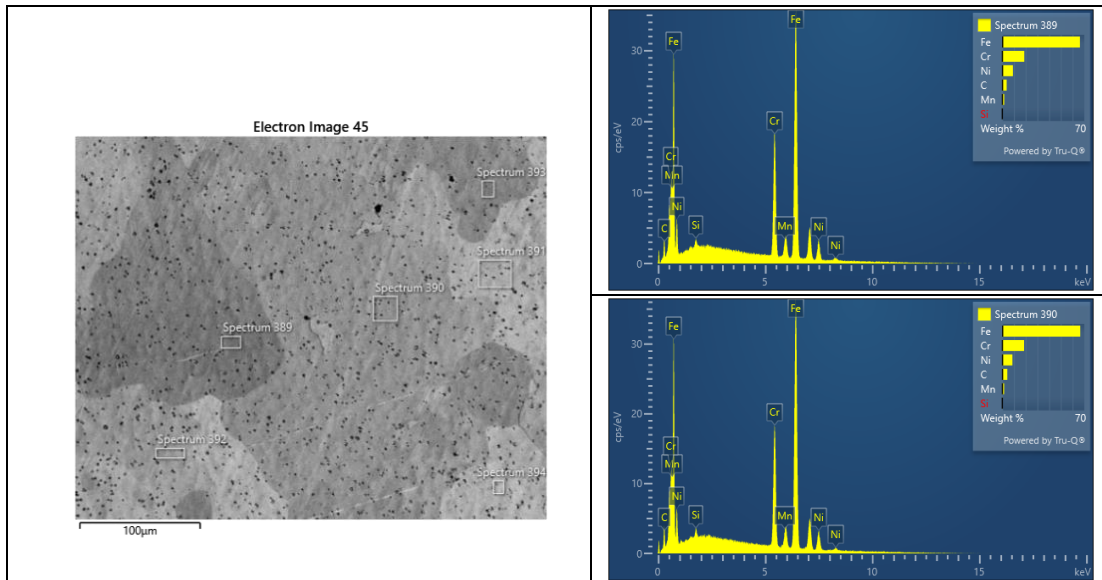 Electron Image 45
Spectrum 393
Spectrum 391
Spectrum 390
Spectrum 389
Spectrum 392
Spectrum 394
100µm
Fe
Fe
Spectrum 389
Fe
Cr
Ni
C
Mn
Si
Weight % 70
Powered by Tru-Q®
30
20
10
0
cps/eV
Cr
Cr
Mn
Ni
C
Si
Mn
Ni
Ni
0 5 10 15 keV
Fe
Fe
Spectrum 390
Fe
Cr
Ni
C
Mn
Si
Weight % 70
Powered by Tru-Q®
30
20
10
0
cps/eV
Cr
Cr
Mn
Ni
C
Si
Mn
Ni
Ni
0 5 10 15 keV